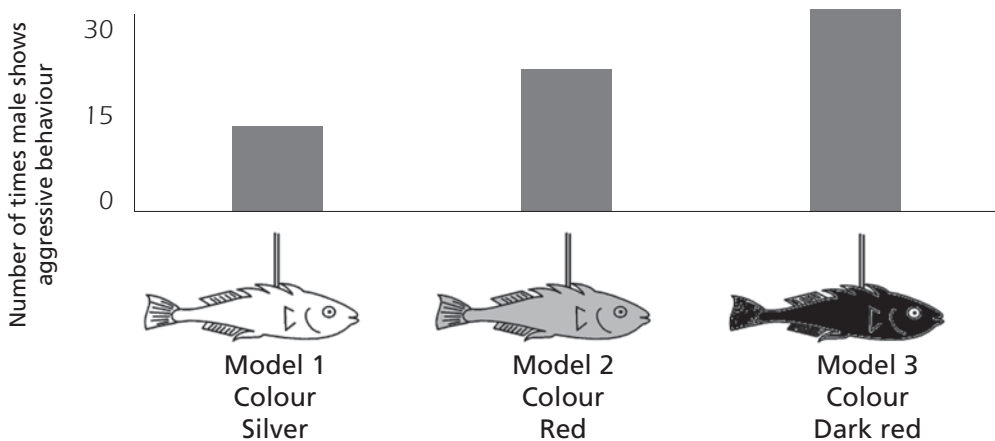 Number of times male shows
aggressive behaviour
30
15
0
Model 1
Colour
Silver
Model 2
Colour
Red
Model 3
Colour
Dark red